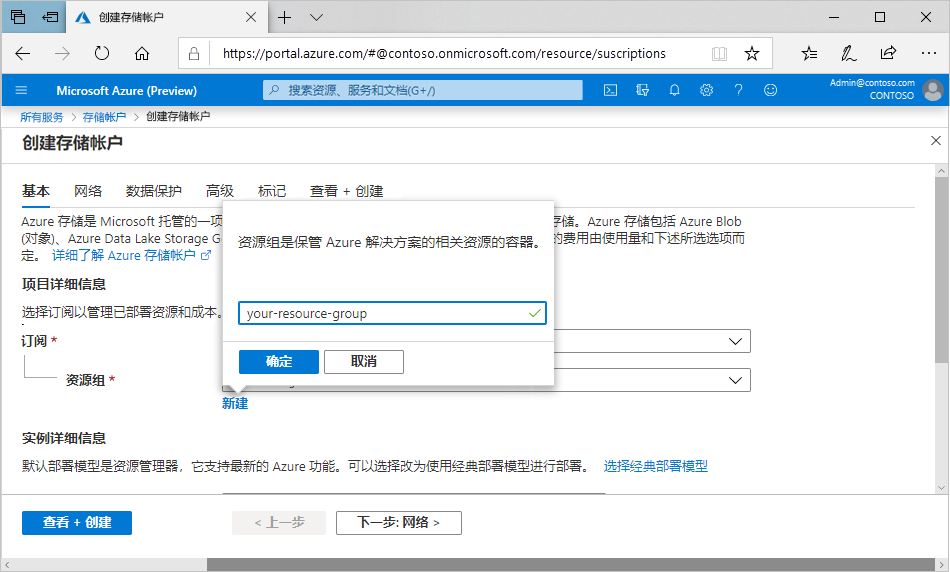 创建存储帐户
https://portal.azure.com/#@contoso.onmicrosoft.com/resource/suscriptions
Microsoft Azure (Preview)
搜索资源、服务和文档(G+/)
Admin@contoso.com
CONTOSO
所有服务 > 存储帐户 > 创建存储帐户
创建存储帐户
基本 网络 数据保护 高级 标记 查看 + 创建
Azure 存储是 Microsoft 托管的一项 存储。Azure 存储包括 Azure Blob
(对象)、Azure Data Lake Storage G 的费用由使用量和下述所选选项而
定。 详细了解 Azure 存储帐户
资源组是保管 Azure 解决方案的相关资源的容器。
项目详细信息
选择订阅以管理已部署资源和成本。
your-resource-group
订阅 *
确定 取消
资源组 *
新建
实例详细信息
默认部署模型是资源管理器，它支持最新的 Azure 功能。可以选择改为使用经典部署模型进行部署。 选择经典部署模型
查看 + 创建 < 上一步 下一步: 网络 >